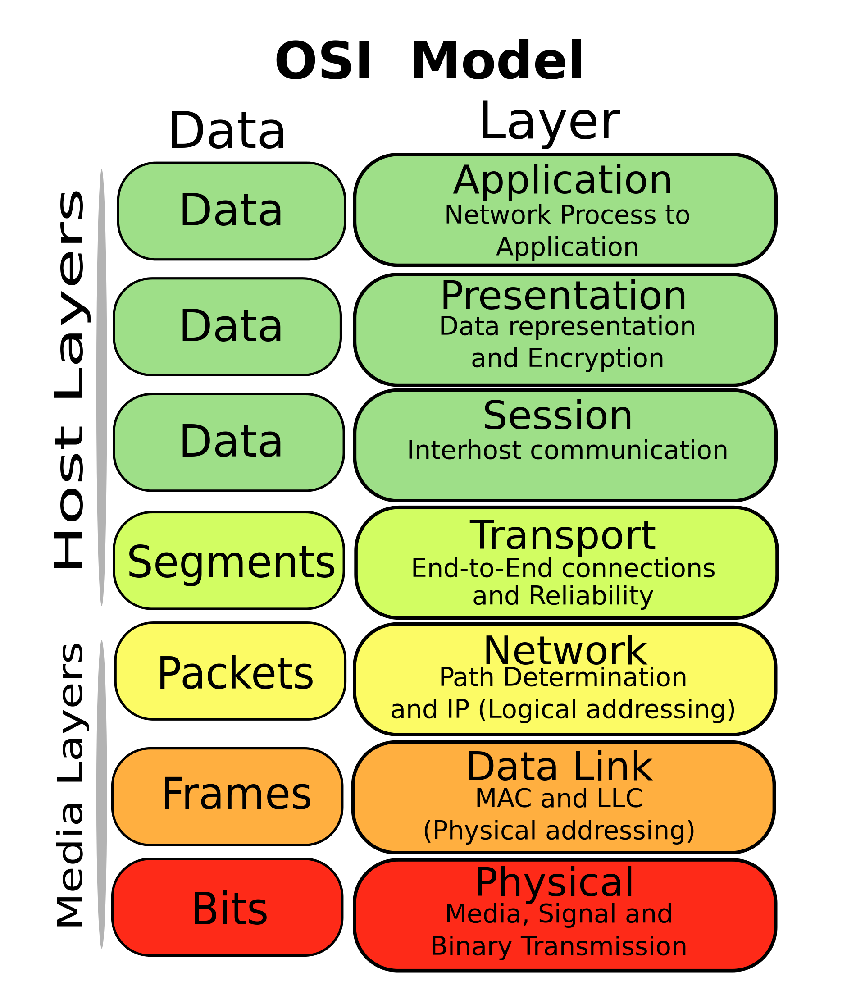 OSI Model
Data
Layer
Host Layers
Data
Application
Network Process to
Application
Data
Presentation
Data representation
and Encryption
Data
Session
Interhost communication
Segments
Transport
End-to-End connections
and Reliability
Media Layers
Packets
Network
Path Determination
and IP (Logical addressing)
Frames
Data Link
MAC and LLC
(Physical addressing)
Bits
Physical
Media, Signal and
Binary Transmission